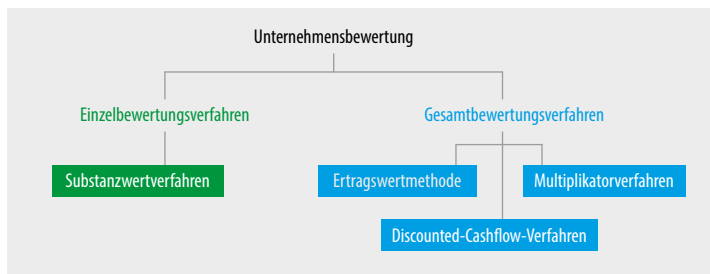 Unternehmensbewertung
Einzelbewertungsverfahren
Gesamtbewertungsverfahren
Substanzwertverfahren
Ertragswertmethode
Multiplikatorverfahren
Discounted-Cashflow-Verfahren